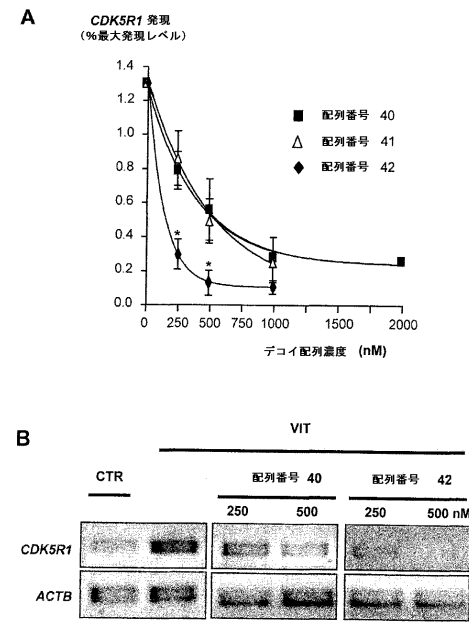 A
CDK5R1 発現
(%最大発現レベル)
1.4
1.2
1.0
0.8
0.6
0.4
0.2
0.0
0 250 500 750 1000 1500 2000
デコイ配列濃度 (nM)
配列番号 40
配列番号 41
配列番号 42
*
*
B
VIT
CTR
配列番号 40
配列番号 42
250 500
250 500 nM
CDK5R1
ACTB